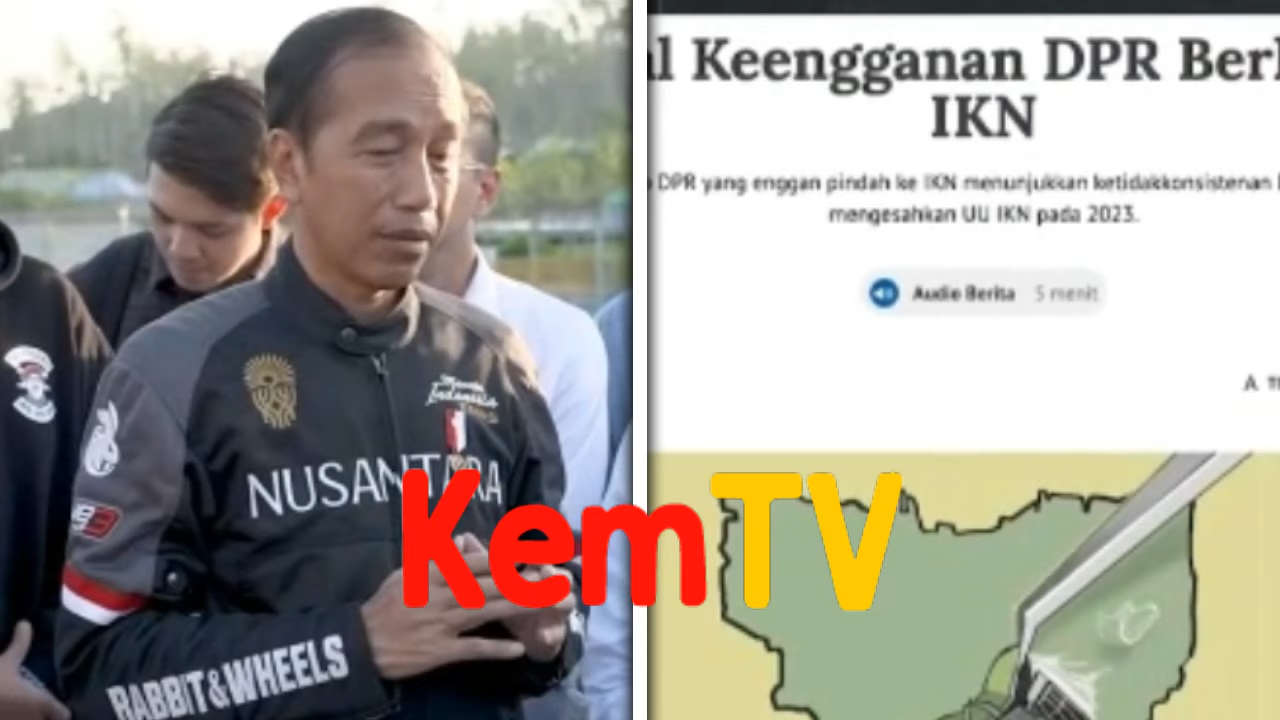 NUSANTARA
RABBIT&WHEELS
KemTV
Keengganan DPR
IKN
DPR yang enggan pindah ke IKN menunjukkan ketidakkonsistenan
mengesahkan UU IKN pada 2023.
Audio Berita 5 menit
A